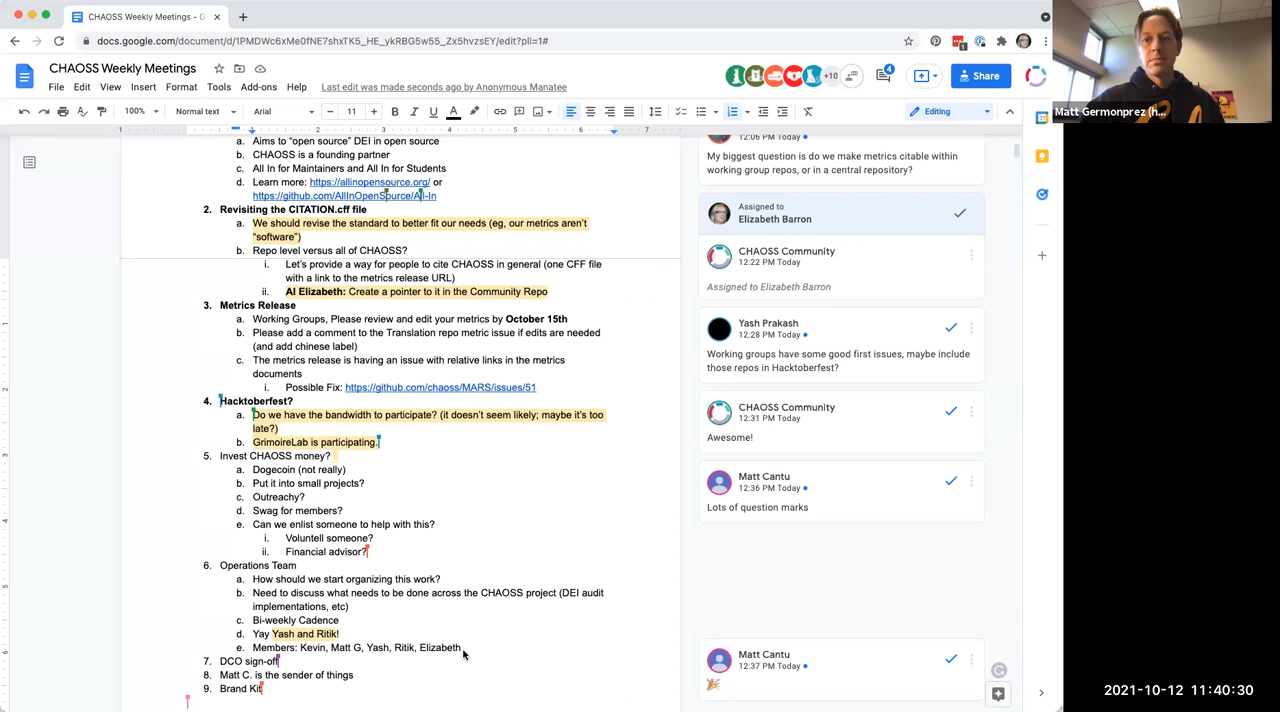 CHAOSS Weekly Meetings - G
docs.google.com/document/d/1PMDWc6xMe0fNE7shxTK5_HE_ykRBG5w55_Zx5hvzsEY/edit?pli=1#
CHAOSS Weekly Meetings
File Edit View Insert Format Tools Add-ons Help Last edit was made seconds ago by Anonymous Manatee
+10
4
Share
100% Normal text Arial 11 B I U A Editing
1 1 2 3 4 5 6 7
a. Aims to “open source” DEI in open source
b. CHAOSS is a founding partner
c. All In for Maintainers and All In for Students
d. Learn more: https://allinopensource.org/ or
https://github.com/AllInOpenSource/All-In
2. Revisiting the CITATION.cff file
a. We should revise the standard to better fit our needs (eg, our metrics aren’t
“software”)
b. Repo level versus all of CHAOSS?
i. Let’s provide a way for people to cite CHAOSS in general (one CFF file
with a link to the metrics release URL)
ii. AI Elizabeth: Create a pointer to it in the Community Repo
3. Metrics Release
a. Working Groups, Please review and edit your metrics by October 15th
b. Please add a comment to the Translation repo metric issue if edits are needed
(and add chinese label)
c. The metrics release is having an issue with relative links in the metrics
documents
i. Possible Fix: https://github.com/chaoss/MARS/issues/51
4. Hacktoberfest?
a. Do we have the bandwidth to participate? (it doesn’t seem likely; maybe it’s too
late?)
b. GrimoireLab is participating.
5. Invest CHAOSS money?
a. Dogecoin (not really)
b. Put it into small projects?
c. Outreachy?
d. Swag for members?
e. Can we enlist someone to help with this?
i. Voluntell someone?
ii. Financial advisor?
6. Operations Team
a. How should we start organizing this work?
b. Need to discuss what needs to be done across the CHAOSS project (DEI audit
implementations, etc)
c. Bi-weekly Cadence
d. Yay Yash and Ritik!
e. Members: Kevin, Matt G, Yash, Ritik, Elizabeth
7. DCO sign-off
8. Matt C. is the sender of things
9. Brand Kit
12:06 PM Today
My biggest question is do we make metrics citable within
working group repos, or in a central repository?
Assigned to
Elizabeth Barron
CHAOSS Community
12:22 PM Today
Assigned to Elizabeth Barron
Yash Prakash
12:28 PM Today
Working groups have some good first issues, maybe include
those repos in Hacktoberfest?
CHAOSS Community
12:31 PM Today
Awesome!
Matt Cantu
12:36 PM Today
Lots of question marks
Matt Cantu
12:37 PM Today
Matt Germonprez (h...
2021-10-12 11:40:30